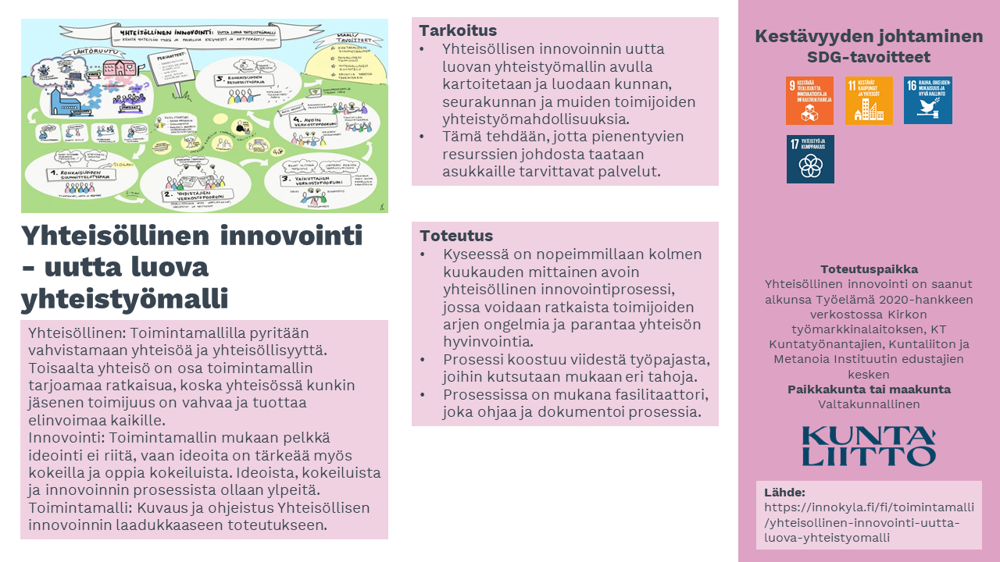 YHTEISÖLLINEN INNOVOINTI: UUTTA LUOVA YHTEISTYÖMALLI
LÄHTÖRUUTU
PERIAATTEET:
TAVOITTEET
1. RONKAISIJOIDEN SUUNNITTELUTYÖPAJA
2. YHDISTÄJIEN VERKOSTOFOORUMI
3. VAIKUTTAJIEN VERKOSTOFOORUMI
4. AVOIN VERKOSTOFOORUMI
5. RONKAISIJOIDEN
Yhteisöllinen innovointi
- uutta luova
yhteistyömalli
Yhteisöllinen: Toimintamallilla pyritään
vahvistamaan yhteisöä ja yhteisöllisyyttä.
Toisaalta yhteisö on osa toimintamallin
tarjoamaa ratkaisua, koska yhteisössä kunkin
jäsenen toimijuus on vahvaa ja tuottaa
elinvoimaa kaikille.
Innovointi: Toimintamallin mukaan pelkkä
ideointi ei riitä, vaan ideoita on tärkeää myös
kokeilla ja oppia kokeiluista. Ideoista, kokeiluista
ja innovoinnin prosessista ollaan ylpeitä.
Toimintamalli: Kuvaus ja ohjeistus Yhteisöllisen
innovoinnin laadukkaaseen toteutukseen.
Tarkoitus
• Yhteisöllisen innovoinnin uutta
luovan yhteistyömallin avulla
kartoitetaan ja luodaan kunnan,
seurakunnan ja muiden toimijoiden
yhteistyömahdollisuuksia.
• Tämä tehdään, jotta pienentyvien
resurssien johdosta taataan
asukkaille tarvittavat palvelut.
Toteutus
• Kyseessä on nopeimmillaan kolmen
kuukauden mittainen avoin
yhteisöllinen innovointiprosessi,
jossa voidaan ratkaista toimijoiden
arjen ongelmia ja parantaa yhteisön
hyvinvointia.
• Prosessi koostuu viidestä työpajasta,
joihin kutsutaan mukaan eri tahoja.
• Prosessissa on mukana fasilitaattori,
joka ohjaa ja dokumentoi prosessia.
Kestävyyden johtaminen
SDG-tavoitteet
9 KESTÄVÄÄ
TEOLLISUUTTA,
INNOVAATIOITA JA
INFRASTRUKTUUREJA
11 KESTÄVÄT
KAUPUNGIT
JA YHTEISÖT
16 RAUHA, OIKEUDEN-
MUKAISUUS JA
HYVÄ HALLINTO
17 YHTEISTYÖ JA
KUMPPANUUS
Toteutuspaikka
Yhteisöllinen innovointi on saanut
alkunsa Työelämä 2020-hankkeen
verkostossa Kirkon
työmarkkinalaitoksen, KT
Kuntatyönantajien, Kuntaliiton ja
Metanoia Instituutin edustajien
kesken
Paikkakunta tai maakunta
Valtakunnallinen
KUNTA
LIITTO
Lähde:
https://innokyla.fi/fi/toimintamalli
/yhteisollinen-innovointi-uutta-
luova-yhteistyomalli